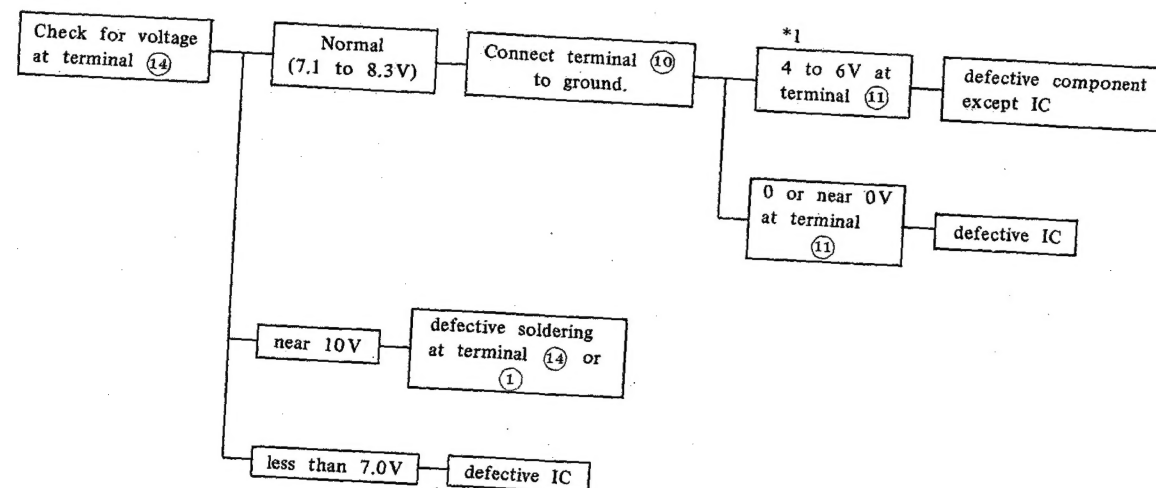 Check for voltage
at terminal ⑭
Normal
(7.1 to 8.3V)
Connect terminal ⑩
to ground.
*1
4 to 6V at
terminal ⑪
defective component
except IC
0 or near 0V
at terminal
⑪
defective IC
near 10V
defective soldering
at terminal ⑭ or
①
less than 7.0V
defective IC